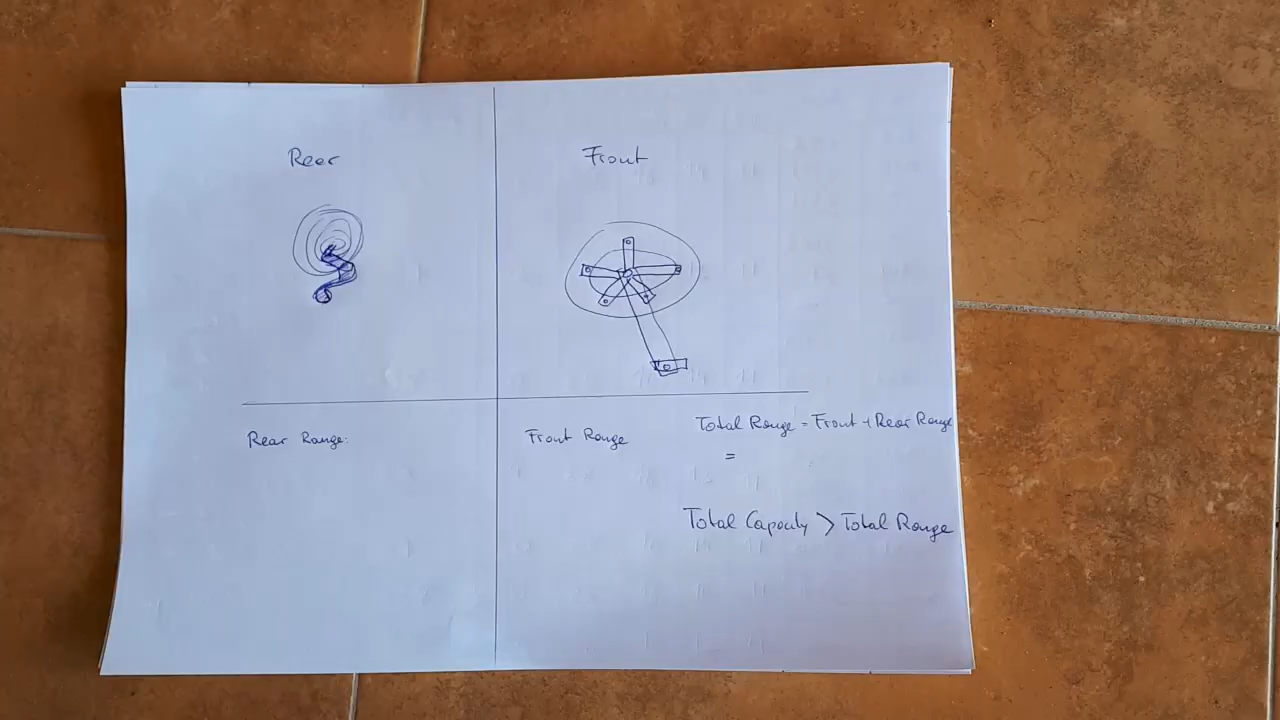 Rear
Front
Rear Range:
Front Range
Total Range = Front + Rear Range
=
Total Capacity > Total Range